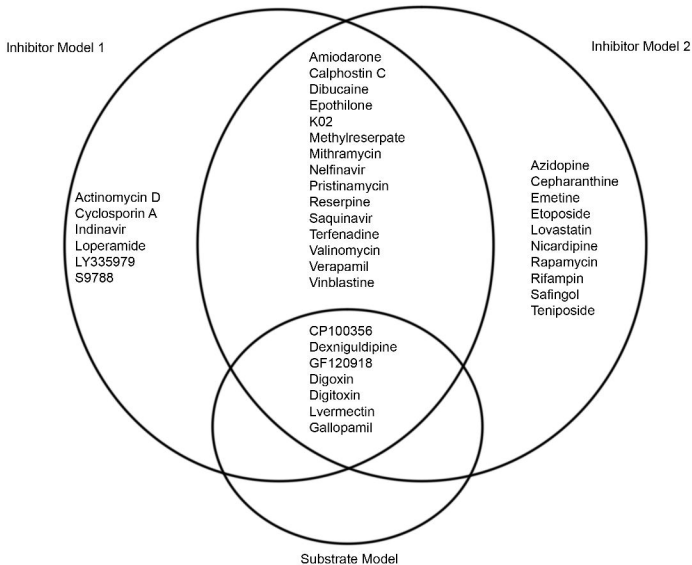 Inhibitor Model 1
Inhibitor Model 2
Amiodarone
Calphostin C
Dibucaine
Epothilone
K02
Methylreserpate
Mithramycin
Nelfinavir
Pristinamycin
Reserpine
Saquinavir
Terfenadine
Valinomycin
Verapamil
Vinblastine
Actinomycin D
Cyclosporin A
Indinavir
Loperamide
LY335979
S9788
Azidopine
Cepharanthine
Emetine
Etoposide
Lovastatin
Nicardipine
Rapamycin
Rifampin
Safingol
Teniposide
CP100356
Dexniguldipine
GF120918
Digoxin
Digitoxin
Lvermectin
Gallopamil
Substrate Model